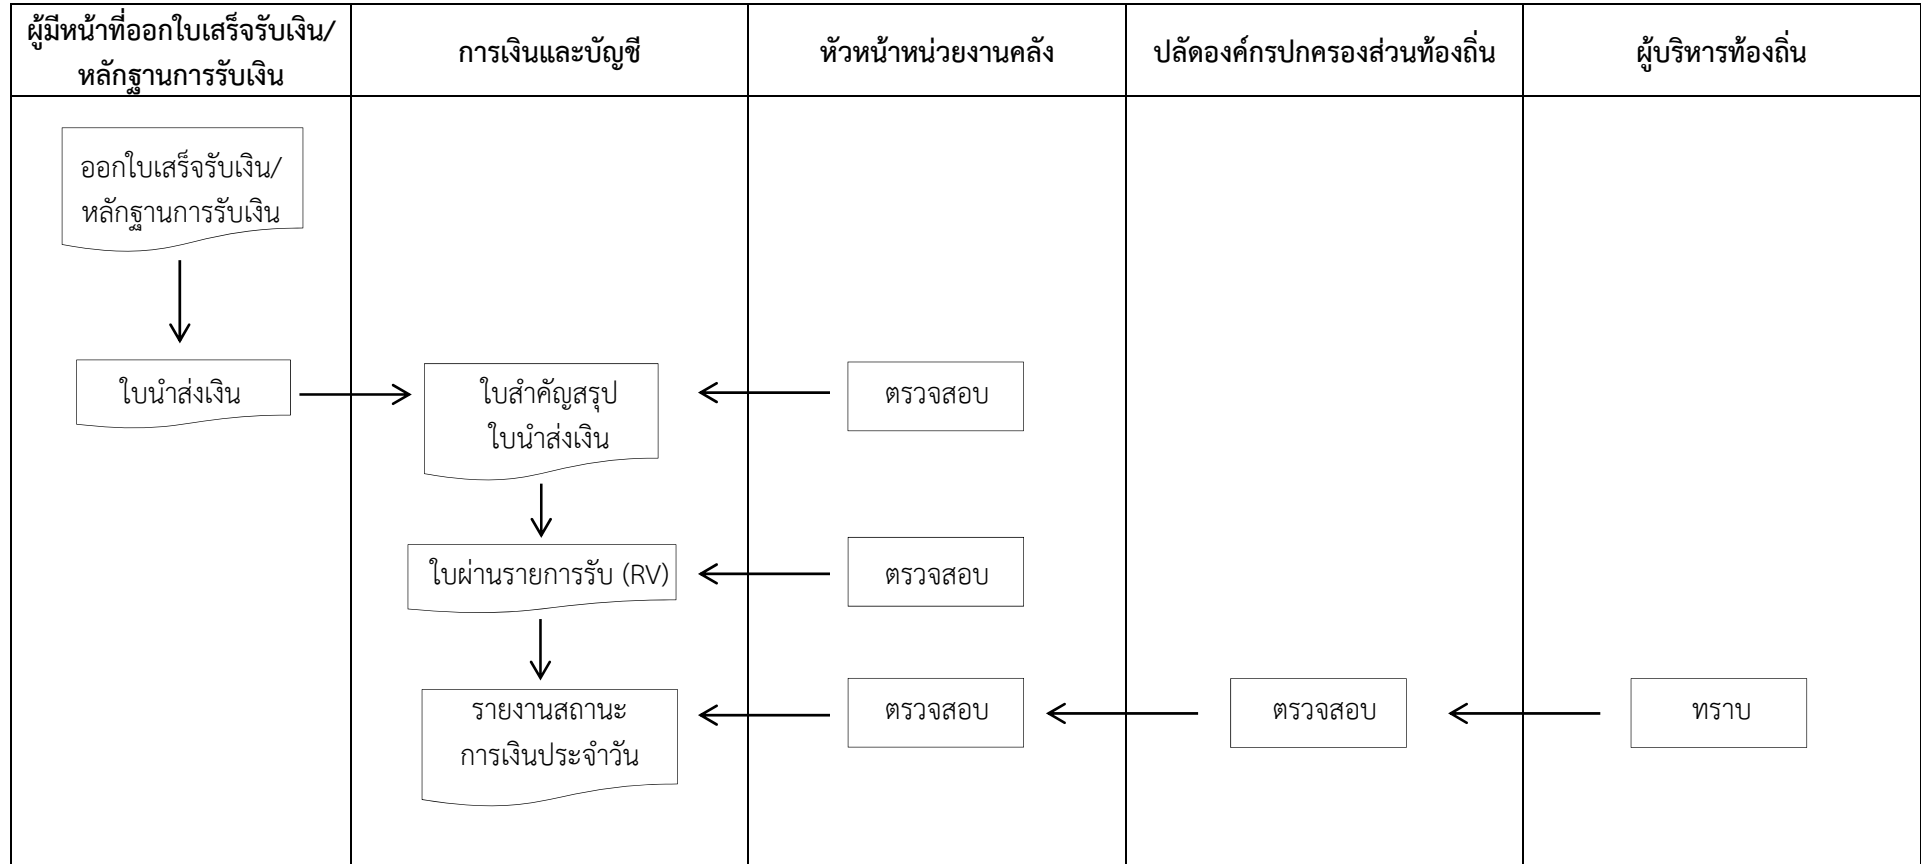 ผู้มีหน้าที่ออกใบเสร็จรับเงิน/
หลักฐานการรับเงิน
การเงินและบัญชี
หัวหน้าหน่วยงานคลัง
ปลัดองค์กรปกครองส่วนท้องถิ่น
ผู้บริหารท้องถิ่น
ออกใบเสร็จรับเงิน/
หลักฐานการรับเงิน
ใบนำส่งเงิน
ใบสำคัญสรุป
ใบนำส่งเงิน
ตรวจสอบ
ใบผ่านรายการรับ (RV)
ตรวจสอบ
รายงานสถานะ
การเงินประจำวัน
ตรวจสอบ
ตรวจสอบ
ทราบ